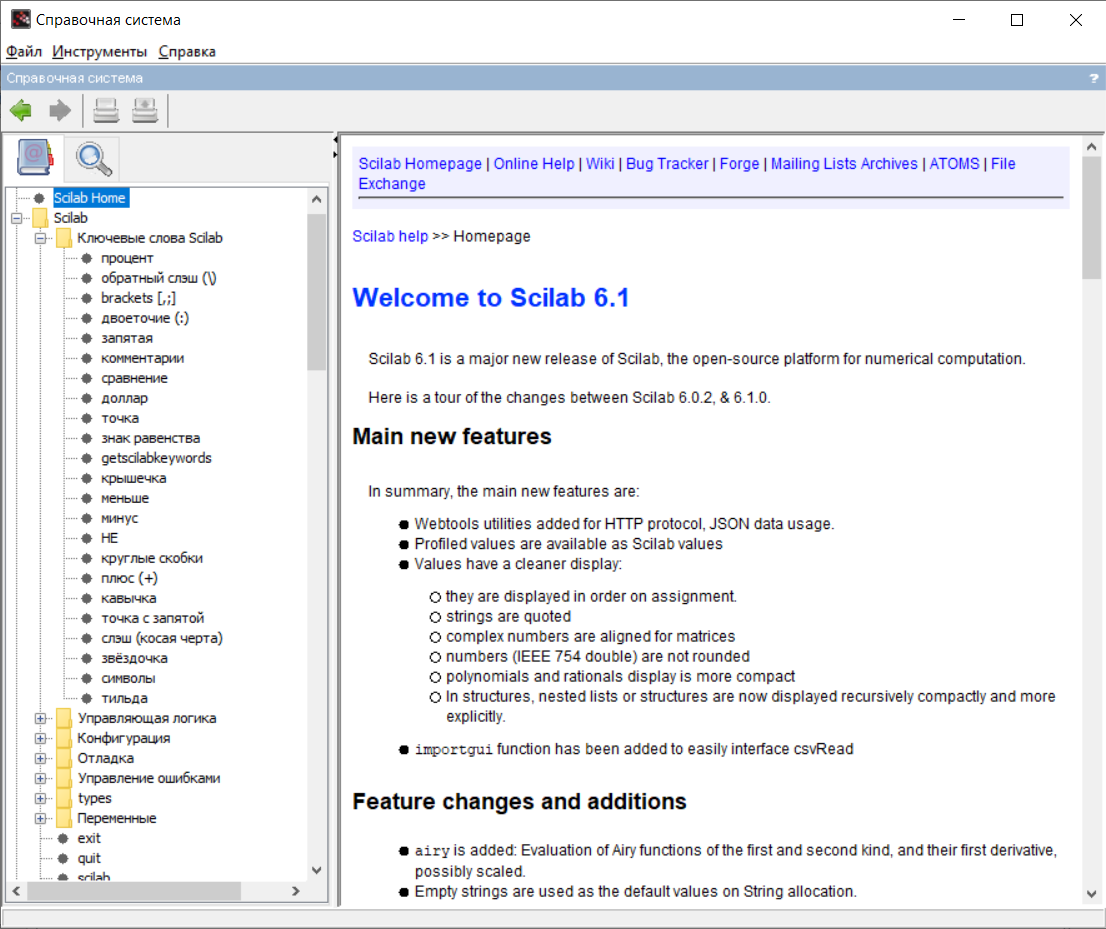 Справочная система
Файл Инструменты Справка
Справочная система ?
Scilab Home
Scilab
Ключевые слова Scilab
процент
обратный слэш (\)
brackets [,;]
двоеточие (:)
запятая
комментарии
сравнение
доллар
точка
знак равенства
getscilabkeywords
крышечка
меньше
минус
НЕ
круглые скобки
плюс (+)
кавычка
точка с запятой
слэш (косая черта)
звёздочка
символы
тильда
Управляющая логика
Конфигурация
Отладка
Управление ошибками
types
Переменные
exit
quit
scilab
Scilab Homepage | Online Help | Wiki | Bug Tracker | Forge | Mailing Lists Archives | ATOMS | File
Exchange
Scilab help >> Homepage
Welcome to Scilab 6.1
Scilab 6.1 is a major new release of Scilab, the open-source platform for numerical computation.
Here is a tour of the changes between Scilab 6.0.2, & 6.1.0.
Main new features
In summary, the main new features are:
Webtools utilities added for HTTP protocol, JSON data usage.
Profiled values are available as Scilab values
Values have a cleaner display:
they are displayed in order on assignment.
strings are quoted
complex numbers are aligned for matrices
numbers (IEEE 754 double) are not rounded
polynomials and rationals display is more compact
In structures, nested lists or structures are now displayed recursively compactly and more
explicitly.
importgui function has been added to easily interface csvRead
Feature changes and additions
airy is added: Evaluation of Airy functions of the first and second kind, and their first derivative,
possibly scaled.
Empty strings are used as the default values on String allocation.